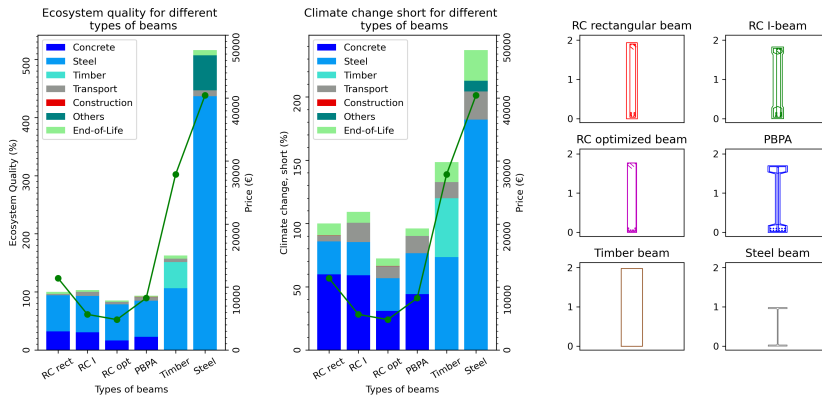 Ecosystem quality for different
types of beams
Concrete
Steel
Timber
Transport
Construction
Others
End-of-Life
Ecosystem Quality (%)
0
100
200
300
400
500
Price (€)
0
10000
20000
30000
40000
50000
RC rect
RC I
RC opt
PBPA
Timber
Steel
Types of beams
Climate change short for different
types of beams
Concrete
Steel
Timber
Transport
Construction
Others
End-of-Life
Climate change, short (%)
0
50
100
150
200
Price (€)
0
10000
20000
30000
40000
50000
RC rect
RC I
RC opt
PBPA
Timber
Steel
Types of beams
RC rectangular beam
2
1
0
RC I-beam
2
1
0
RC optimized beam
2
1
0
PBPA
2
1
0
Timber beam
2
1
0
Steel beam
2
1
0